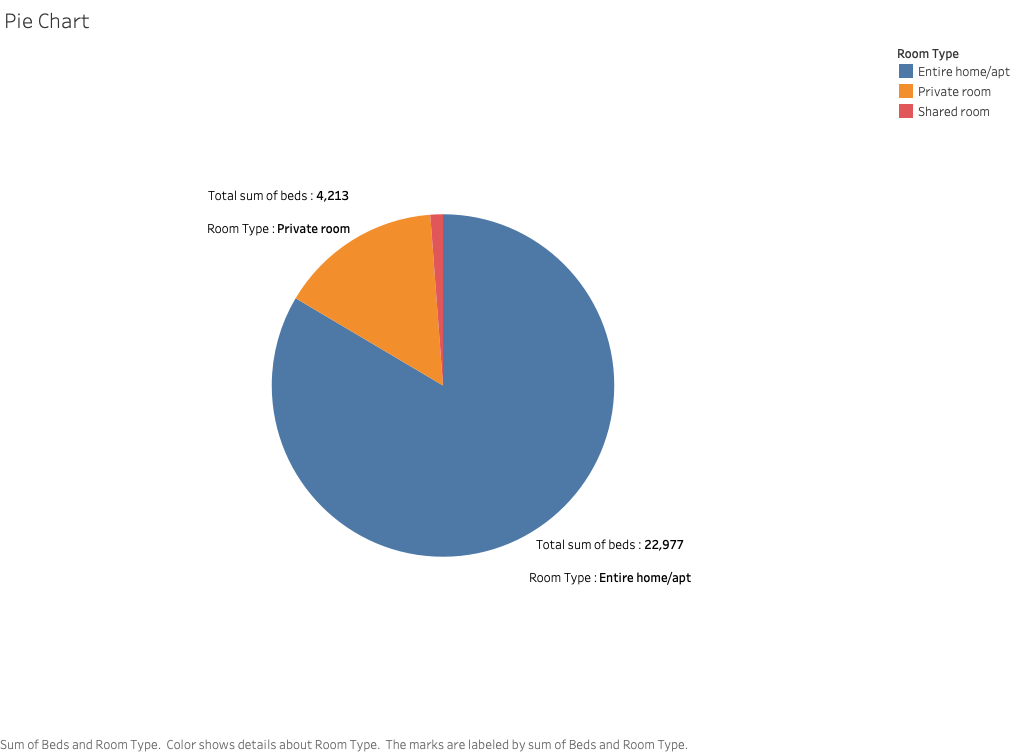 Pie Chart
Room Type
Entire home/apt
Private room
Shared room
Total sum of beds : 4,213
Room Type : Private room
Total sum of beds : 22,977
Room Type : Entire home/apt
Sum of Beds and Room Type.  Color shows details about Room Type.  The marks are labeled by sum of Beds and Room Type.